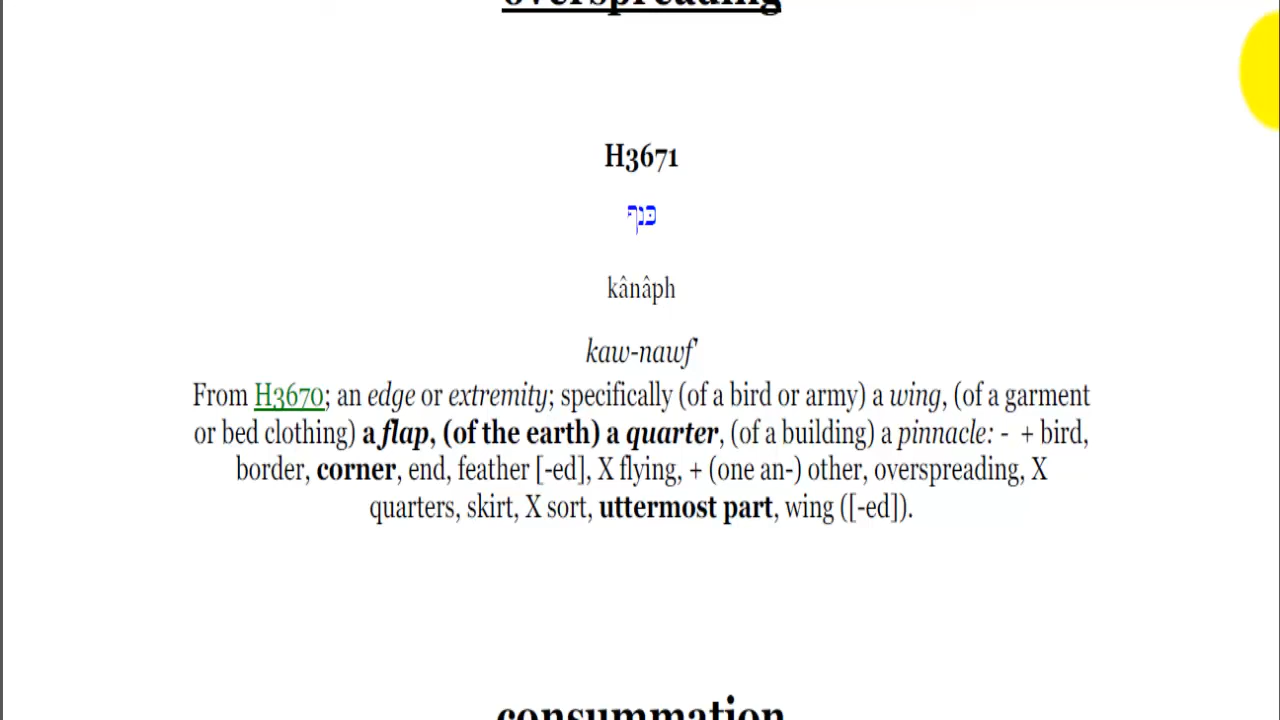 overspreading
H3671
כנף
kânâph
kaw-nawf'
From H3670; an edge or extremity; specifically (of a bird or army) a wing, (of a garment
or bed clothing) a flap, (of the earth) a quarter, (of a building) a pinnacle: - + bird,
border, corner, end, feather [-ed], X flying, + (one an-) other, overspreading, X
quarters, skirt, X sort, uttermost part, wing ([-ed]).
consummation